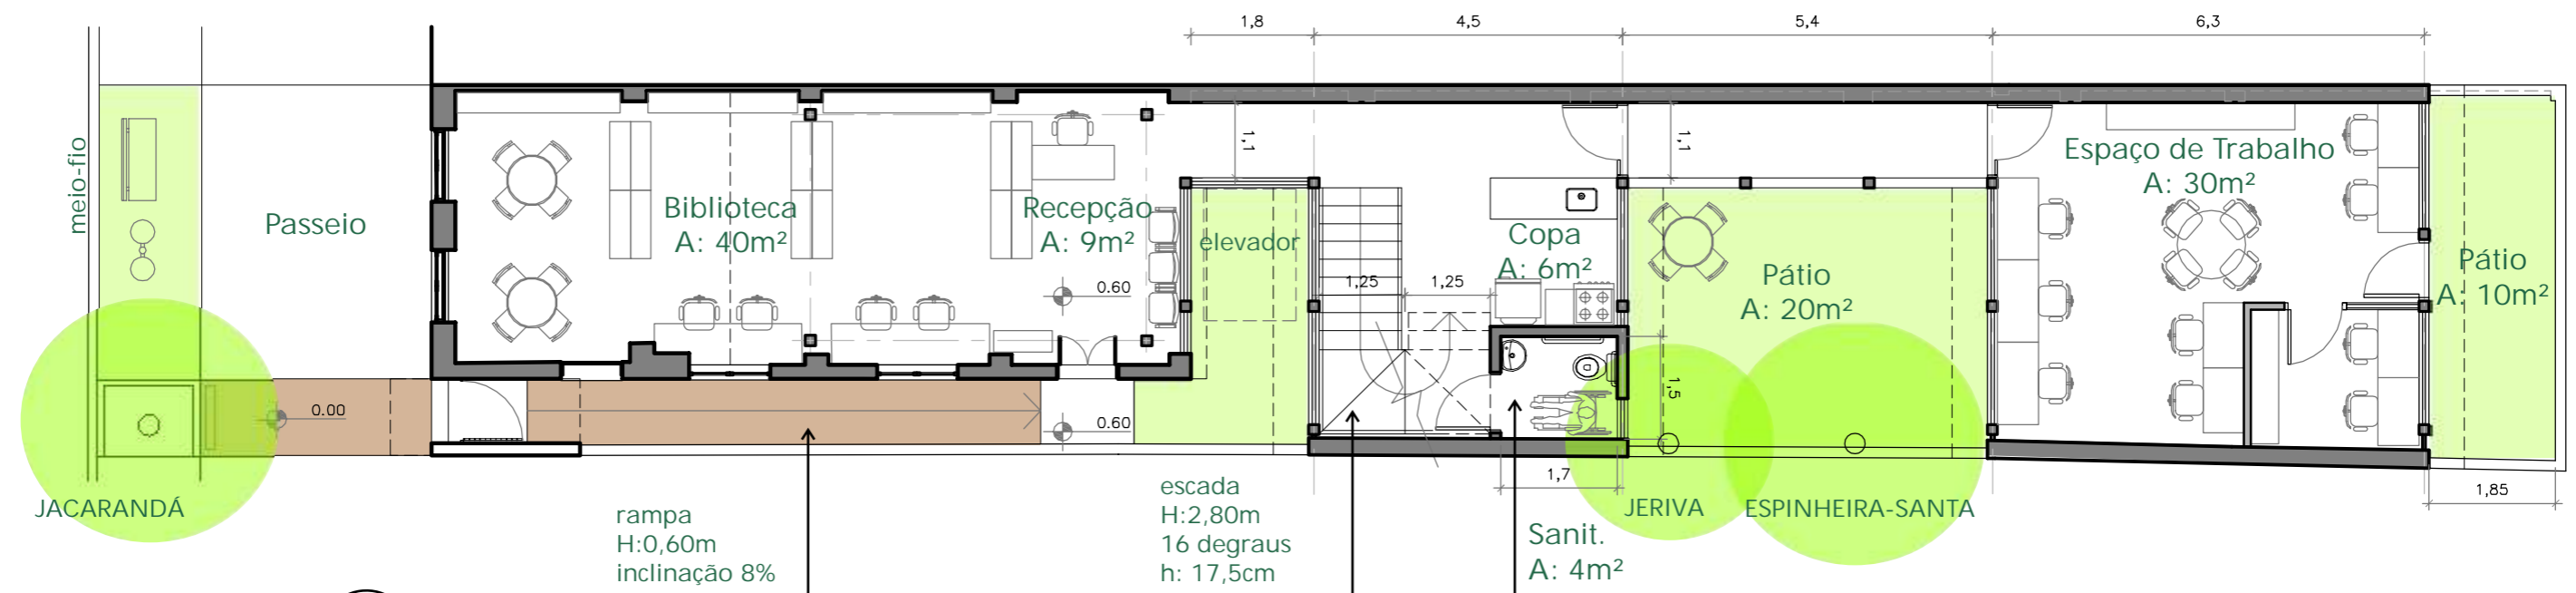 1,8
4,5
5,4
6,3
meio-fio
Passeio
Biblioteca
A: 40m²
Recepção
A: 9m²
elevador
1,1
1,1
Copa
A: 6m²
1,25
1,25
Pátio
A: 20m²
Espaço de Trabalho
A: 30m²
Pátio
A: 10m²
0.60
0.00
0.60
1,5
1,7
1,85
JACARANDÁ
rampa
H:0,60m
inclinação 8%
escada
H:2,80m
16 degraus
h: 17,5cm
Sanit.
A: 4m²
JERIVA
ESPINHEIRA-SANTA